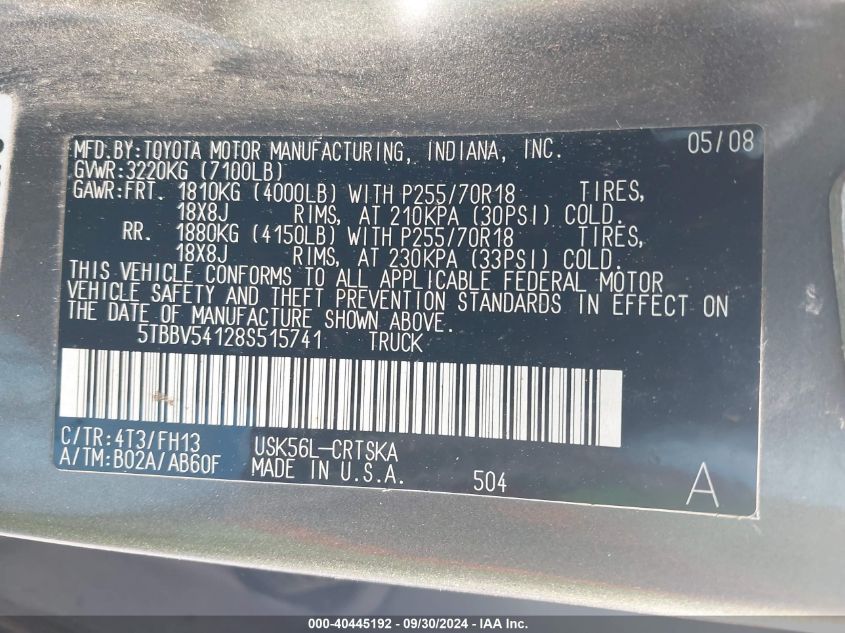 MFD.BY:TOYOTA MOTOR MANUFACTURING, INDIANA, INC. 05/08
GVWR:3220KG (7100LB)
GAWR:FRT. 1810KG (4000LB) WITH P255/70R18 TIRES,
18X8J RIMS, AT 210KPA (30PSI) COLD.
RR. 1880KG (4150LB) WITH P255/70R18 TIRES,
18X8J RIMS, AT 230KPA (33PSI) COLD.
THIS VEHICLE CONFORMS TO ALL APPLICABLE FEDERAL MOTOR
VEHICLE SAFETY AND THEFT PREVENTION STANDARDS IN EFFECT ON
THE DATE OF MANUFACTURE SHOWN ABOVE.
5TBBV54128S515741 TRUCK
C/TR:4T3/FH13 USK56L-CRTSKA
A/TM:B02A/AB60F MADE IN U.S.A. 504 A
000-40445192 - 09/30/2024 - IAA Inc.